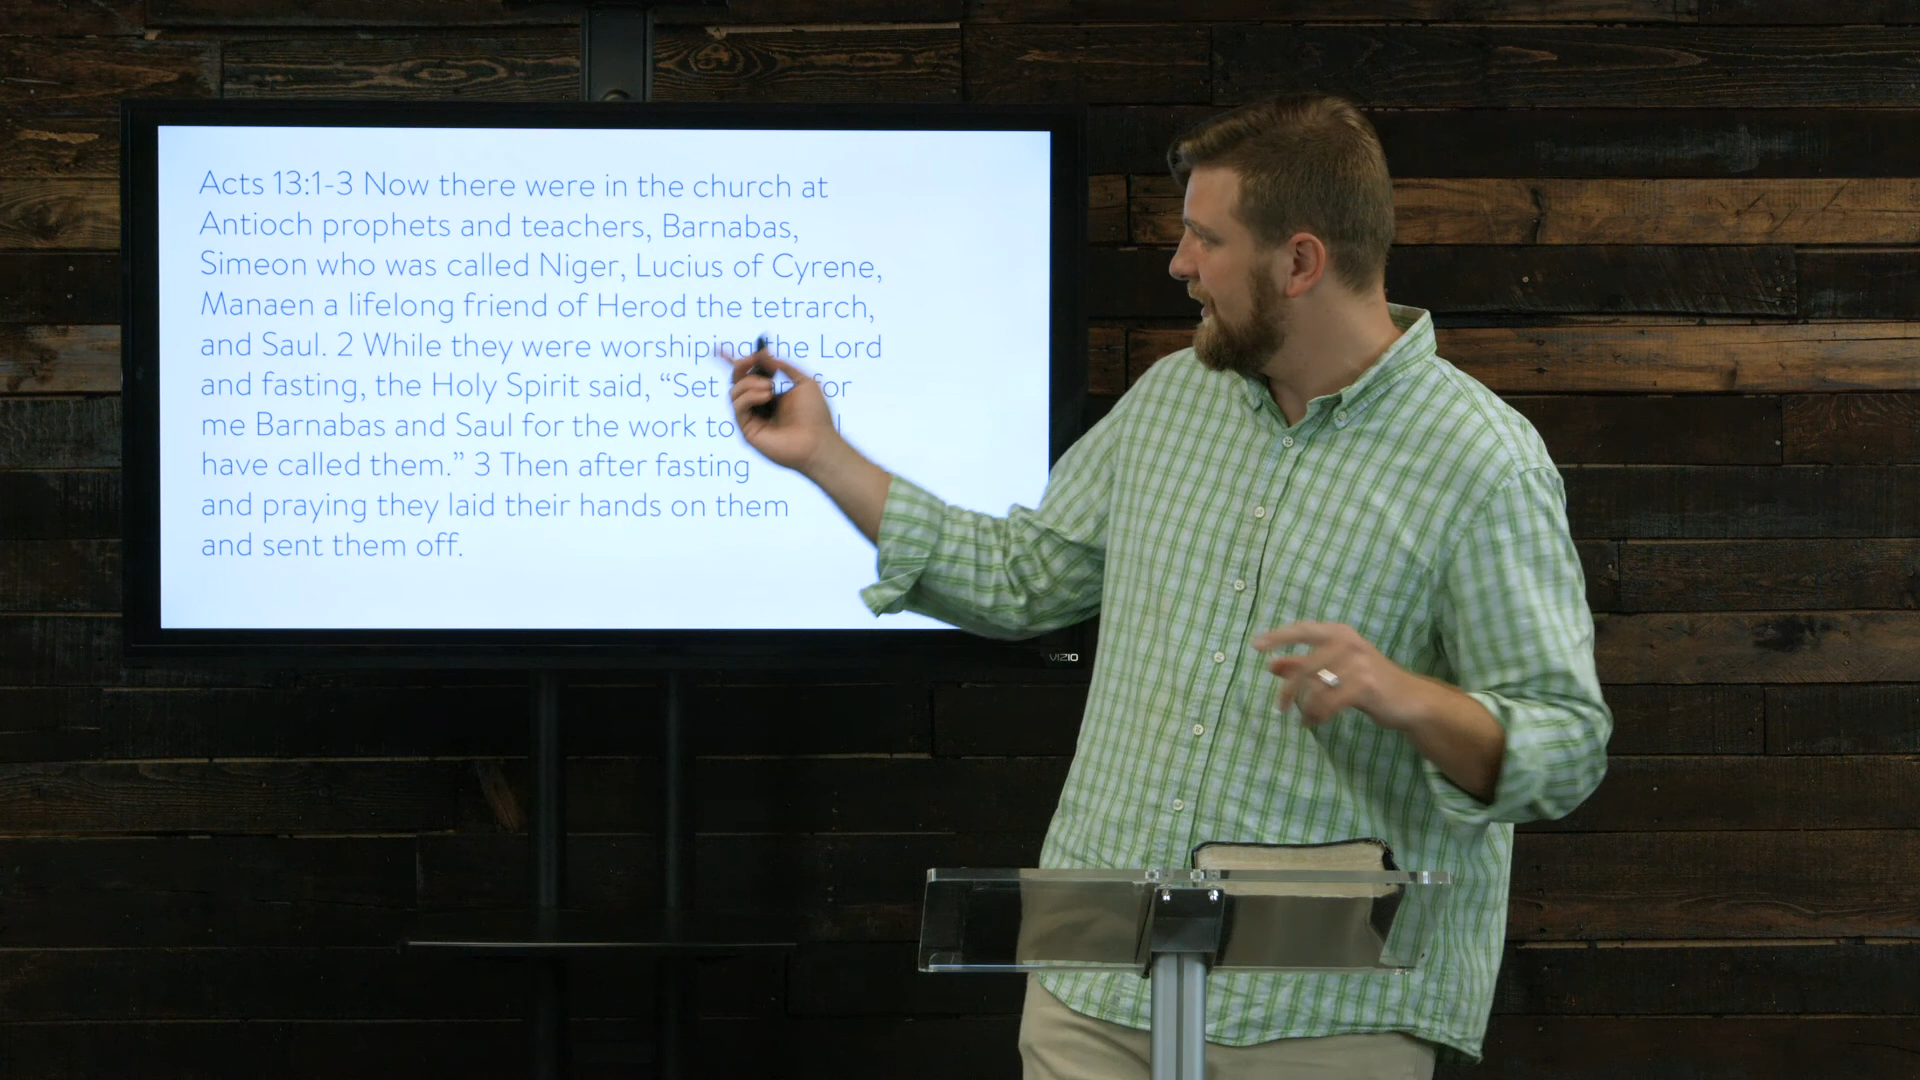 Acts 13:1-3 Now there were in the church at
Antioch prophets and teachers, Barnabas,
Simeon who was called Niger, Lucius of Cyrene,
Manaen a lifelong friend of Herod the tetrarch,
and Saul. 2 While they were worshiping the Lord
and fasting, the Holy Spirit said, “Set for
me Barnabas and Saul for the work to
have called them.” 3 Then after fasting
and praying they laid their hands on them
and sent them off.
VIZIO